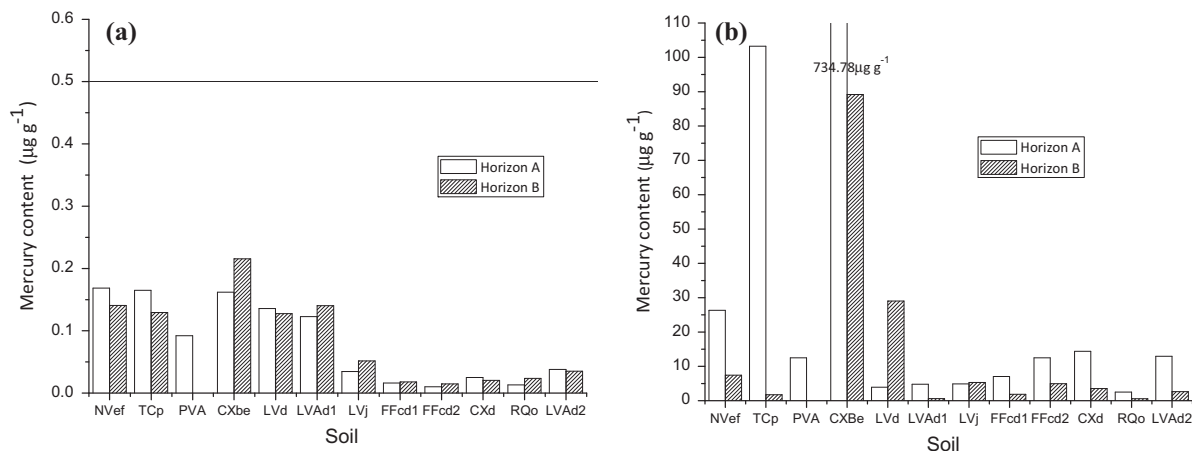 (a)
0.6
0.5
0.4
0.3
0.2
0.1
0.0
Mercury content (µg g⁻¹)
Horizon A
Horizon B
NVef TCp PVA CXbe LVd LVAd1 LVj FFcd1 FFcd2 CXd RQo LVAd2
Soil
(b)
110
100
90
80
70
60
50
40
30
20
10
0
Mercury content (µg g⁻¹)
734.78µg g⁻¹
Horizon A
Horizon B
NVef TCp PVA CXBe LVd LVAd1 LVj FFcd1 FFcd2 CXd RQo LVAd2
Soil